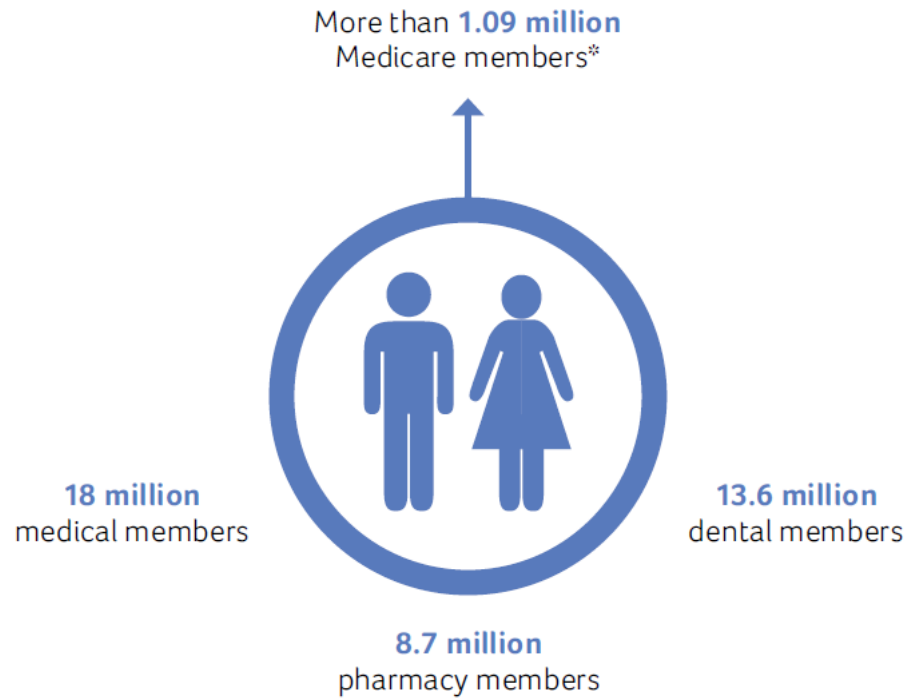 More than 1.09 million
Medicare members*
18 million
medical members
13.6 million
dental members
8.7 million
pharmacy members